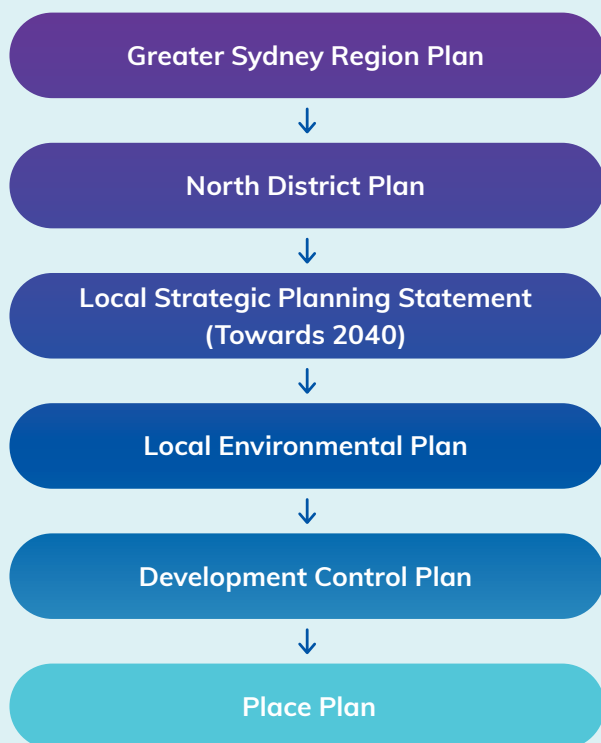 Greater Sydney Region Plan
North District Plan
Local Strategic Planning Statement
(Towards 2040)
Local Environmental Plan
Development Control Plan
Place Plan